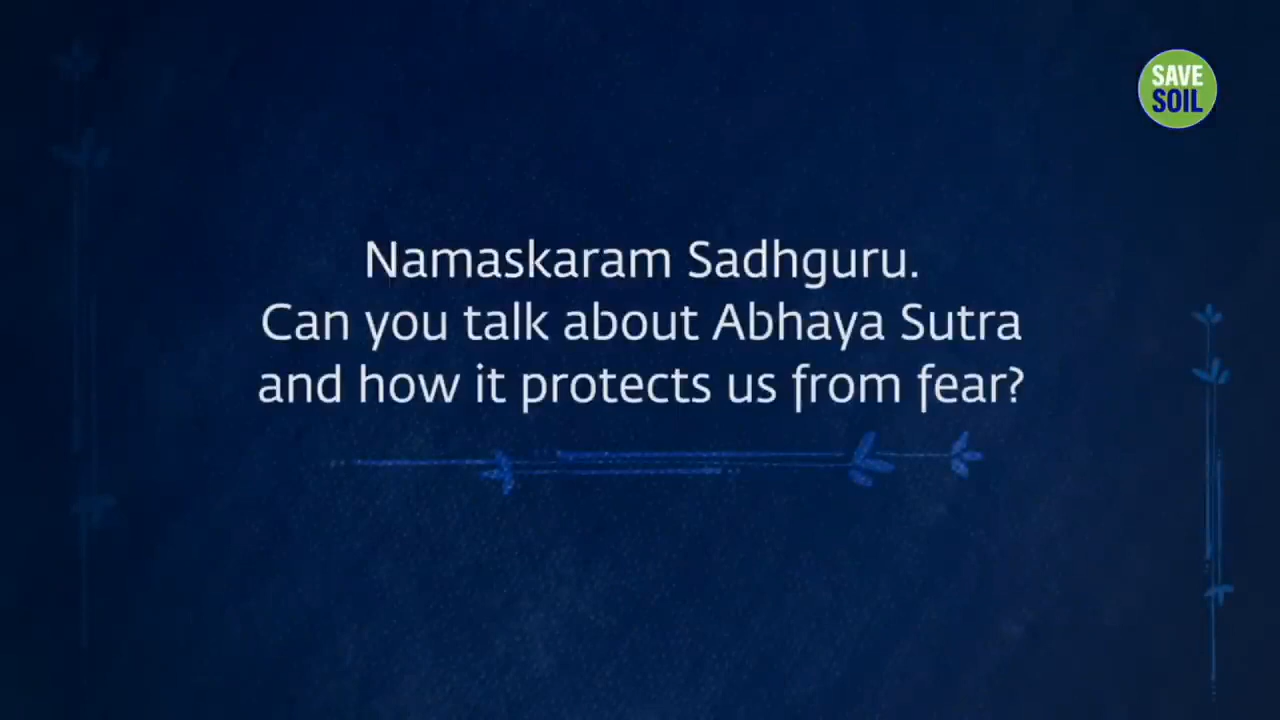 SAVE
SOIL
Namaskaram Sadhguru.
Can you talk about Abhaya Sutra
and how it protects us from fear?